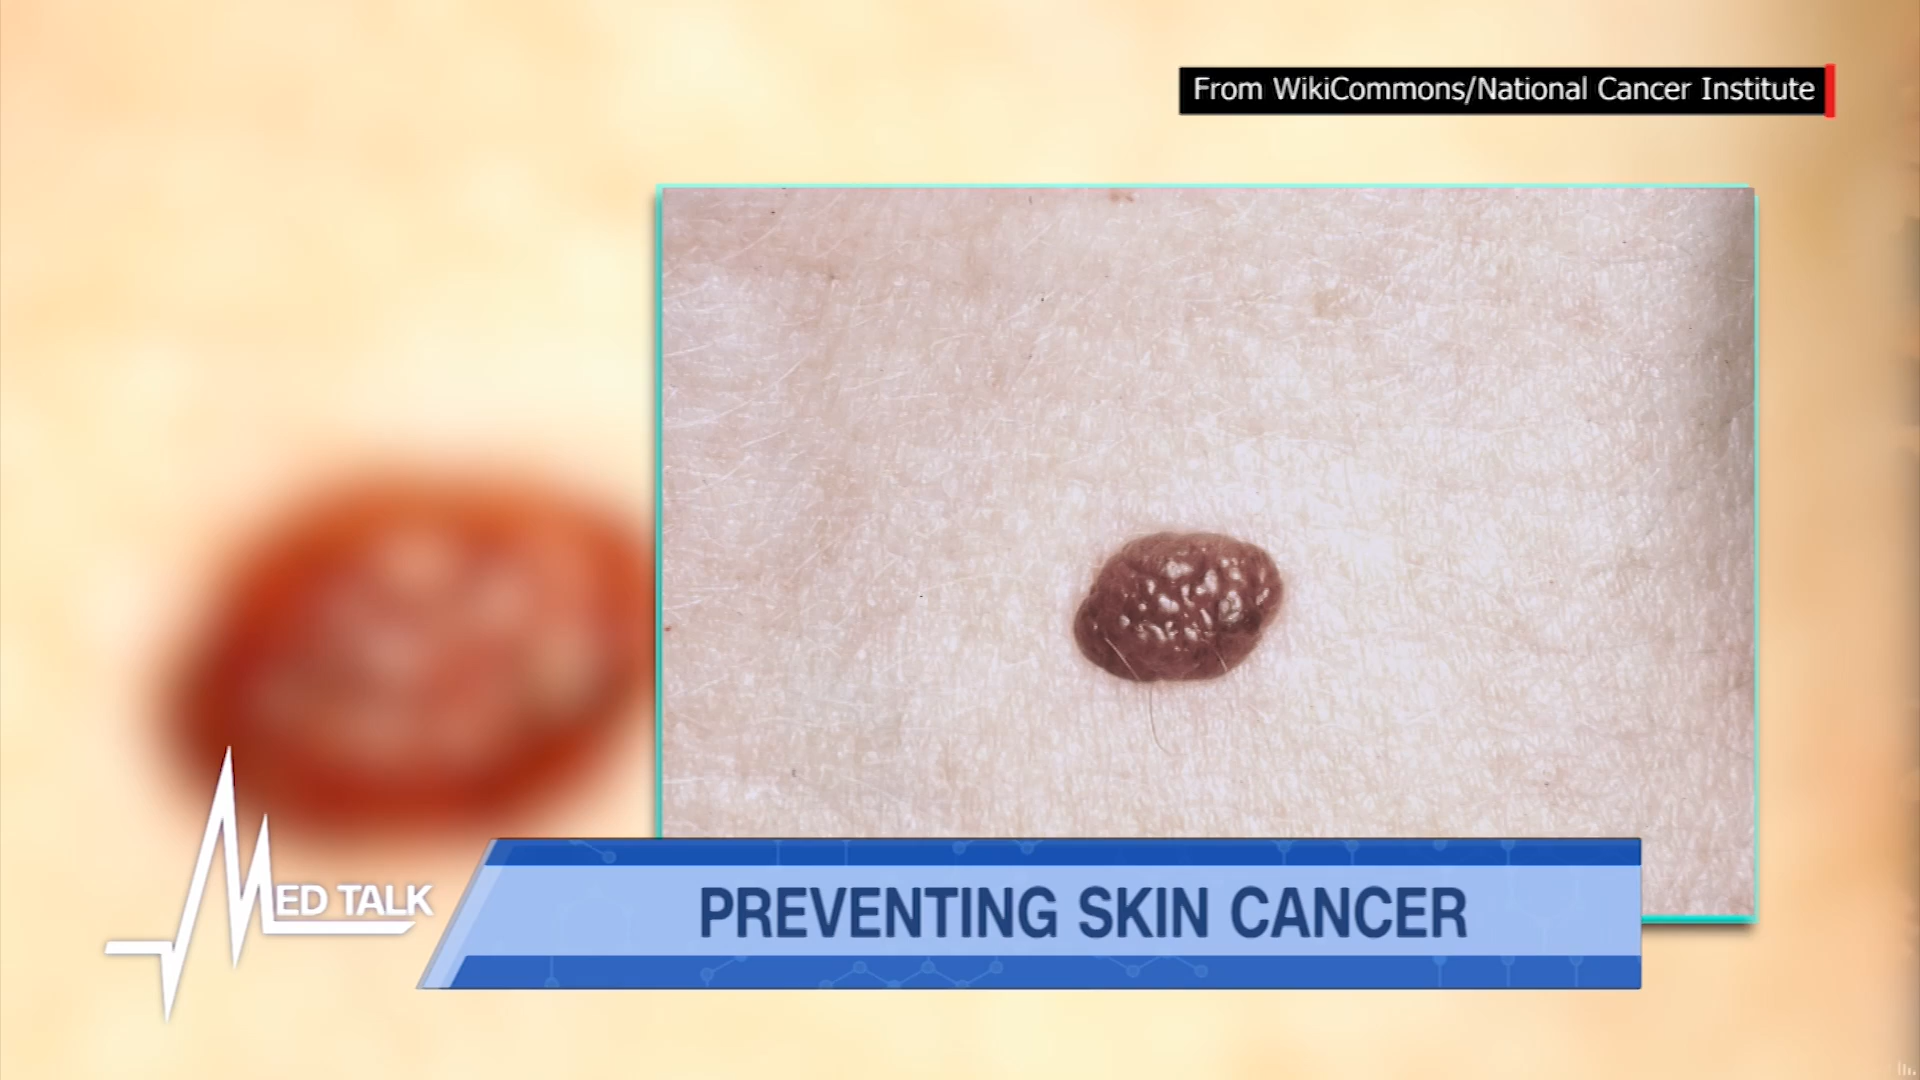 From WikiCommons/National Cancer Institute
MED TALK
PREVENTING SKIN CANCER